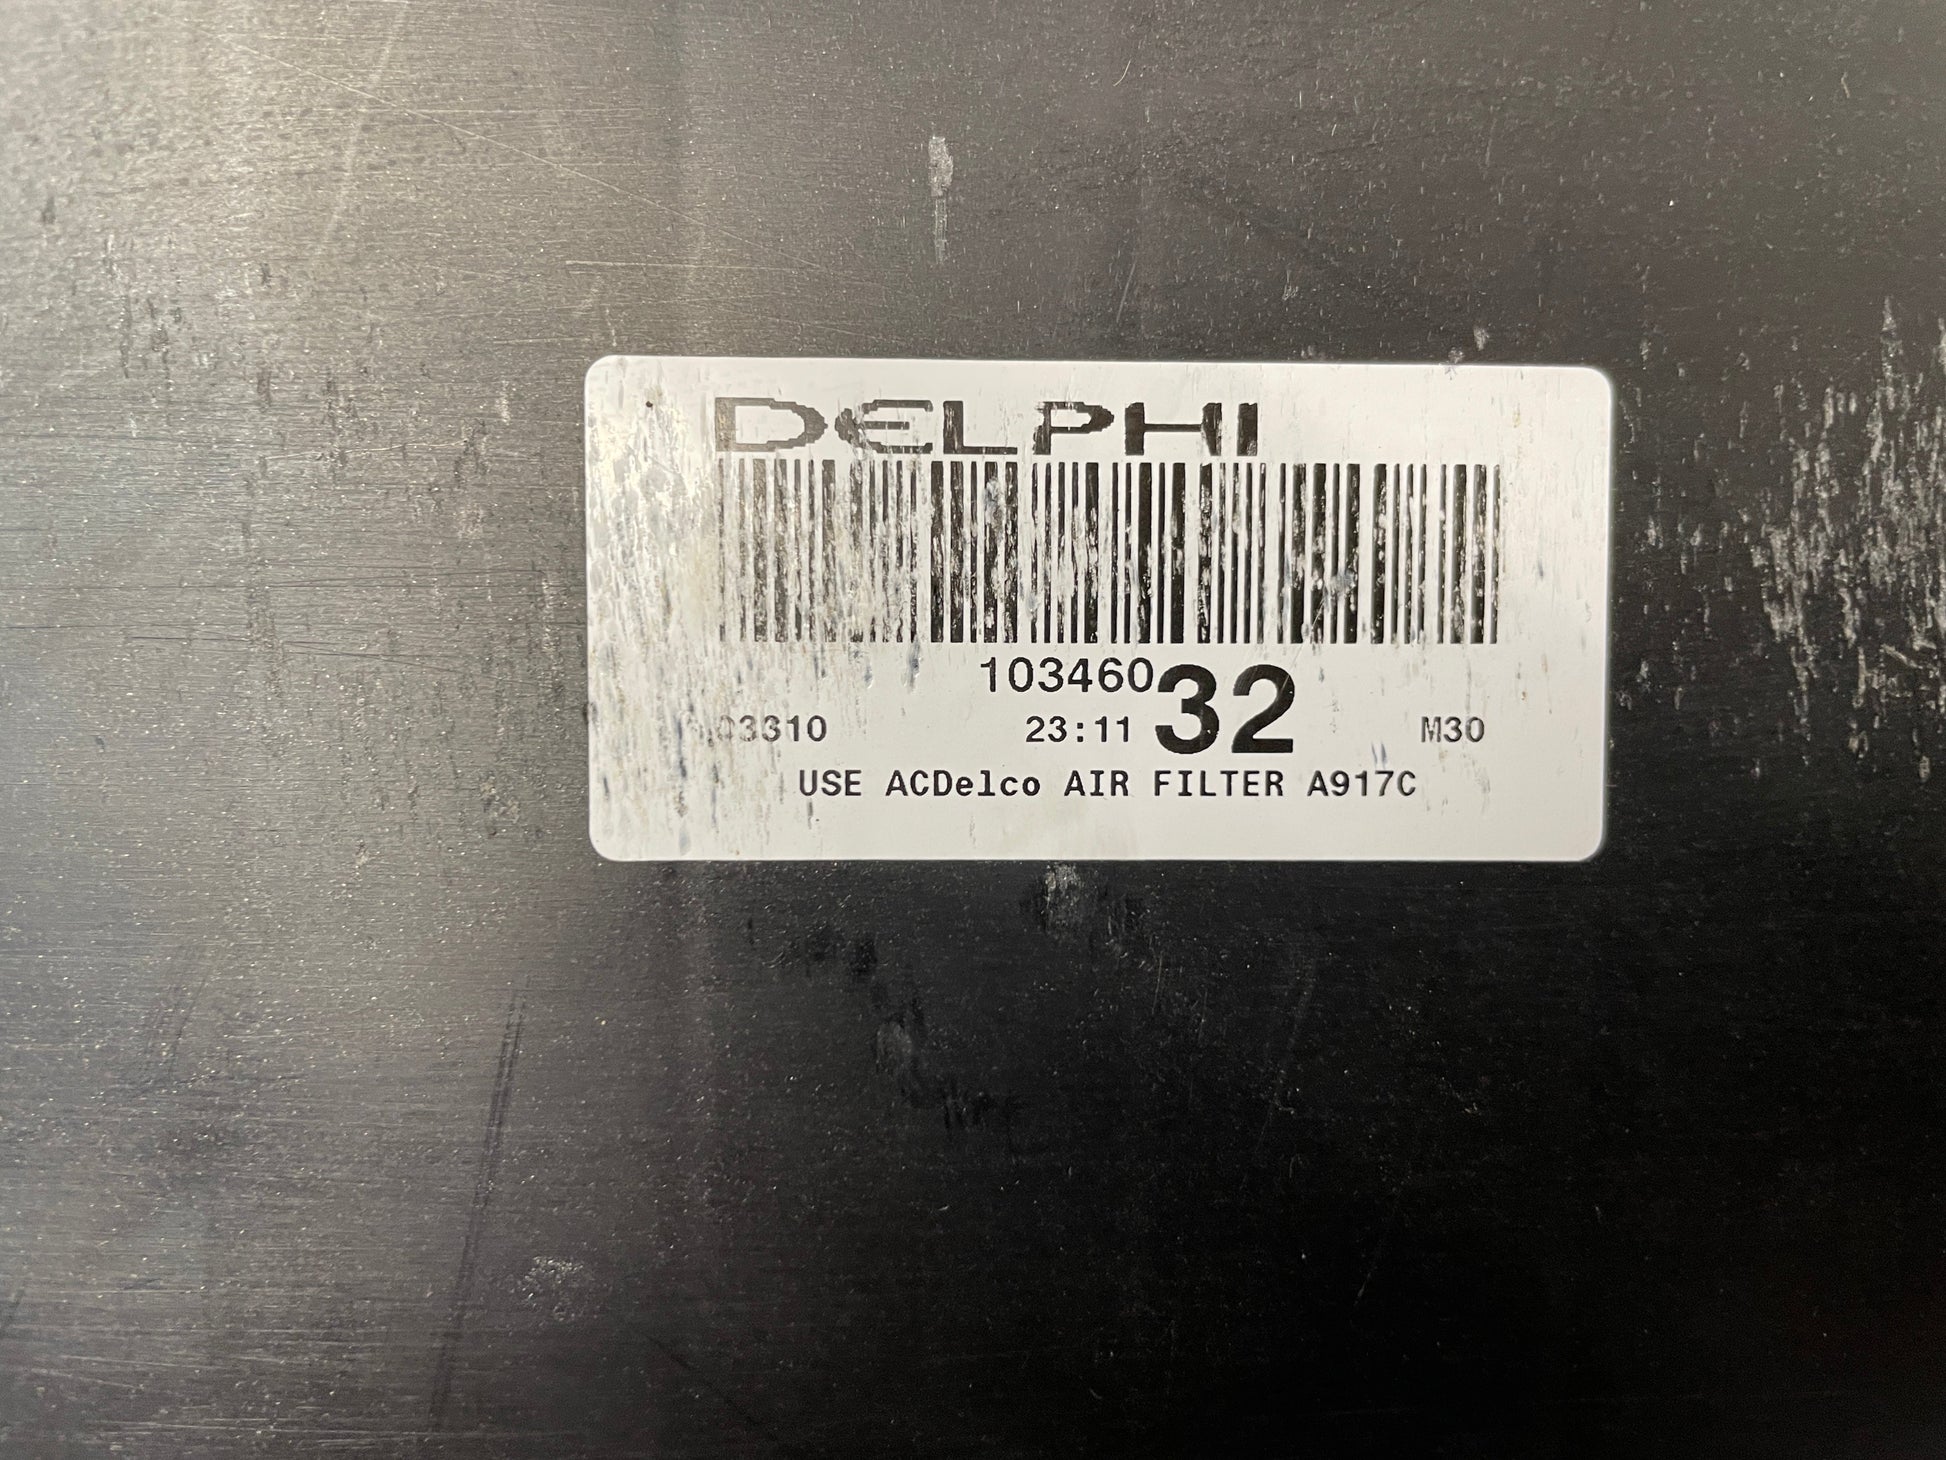 DELPHI
10346032
03310 23:11 M30
USE ACDelco AIR FILTER A917C